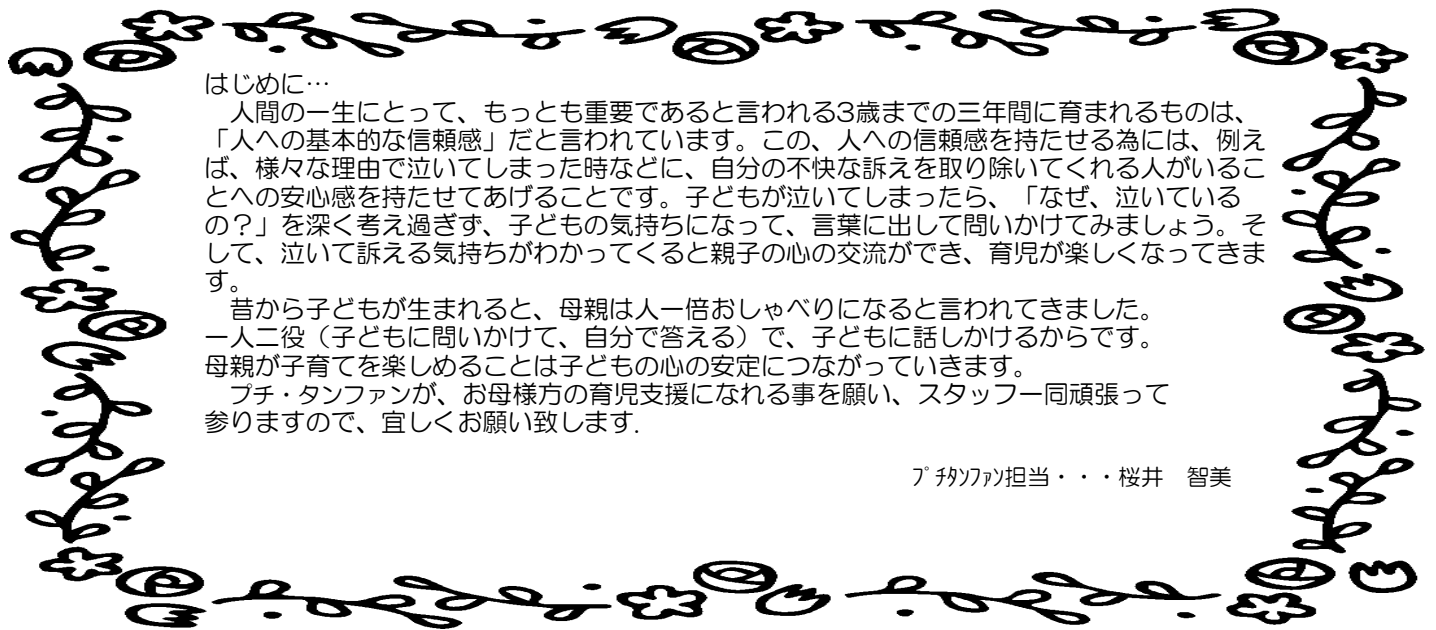 はじめに…
　人間の一生にとって、もっとも重要であると言われる3歳までの三年間に育まれるものは、
「人への基本的な信頼感」だと言われています。この、人への信頼感を持たせる為には、例え
ば、様々な理由で泣いてしまった時などに、自分の不快な訴えを取り除いてくれる人がいるこ
とへの安心感を持たせてあげることです。子どもが泣いてしまったら、「なぜ、泣いている
の？」を深く考え過ぎず、子どもの気持ちになって、言葉に出して問いかけてみましょう。そ
して、泣いて訴える気持ちがわかってくると親子の心の交流ができ、育児が楽しくなってきま
す。
　昔から子どもが生まれると、母親は人一倍おしゃべりになると言われてきました。
一人二役（子どもに問いかけて、自分で答える）で、子どもに話しかけるからです。
母親が子育てを楽しめることは子どもの心の安定につながっていきます。
　プチ・タンファンが、お母様方の育児支援になれる事を願い、スタッフ一同頑張って
参りますので、宜しくお願い致します.
ﾌﾟﾁﾀﾝﾌｧﾝ担当・・・桜井　智美